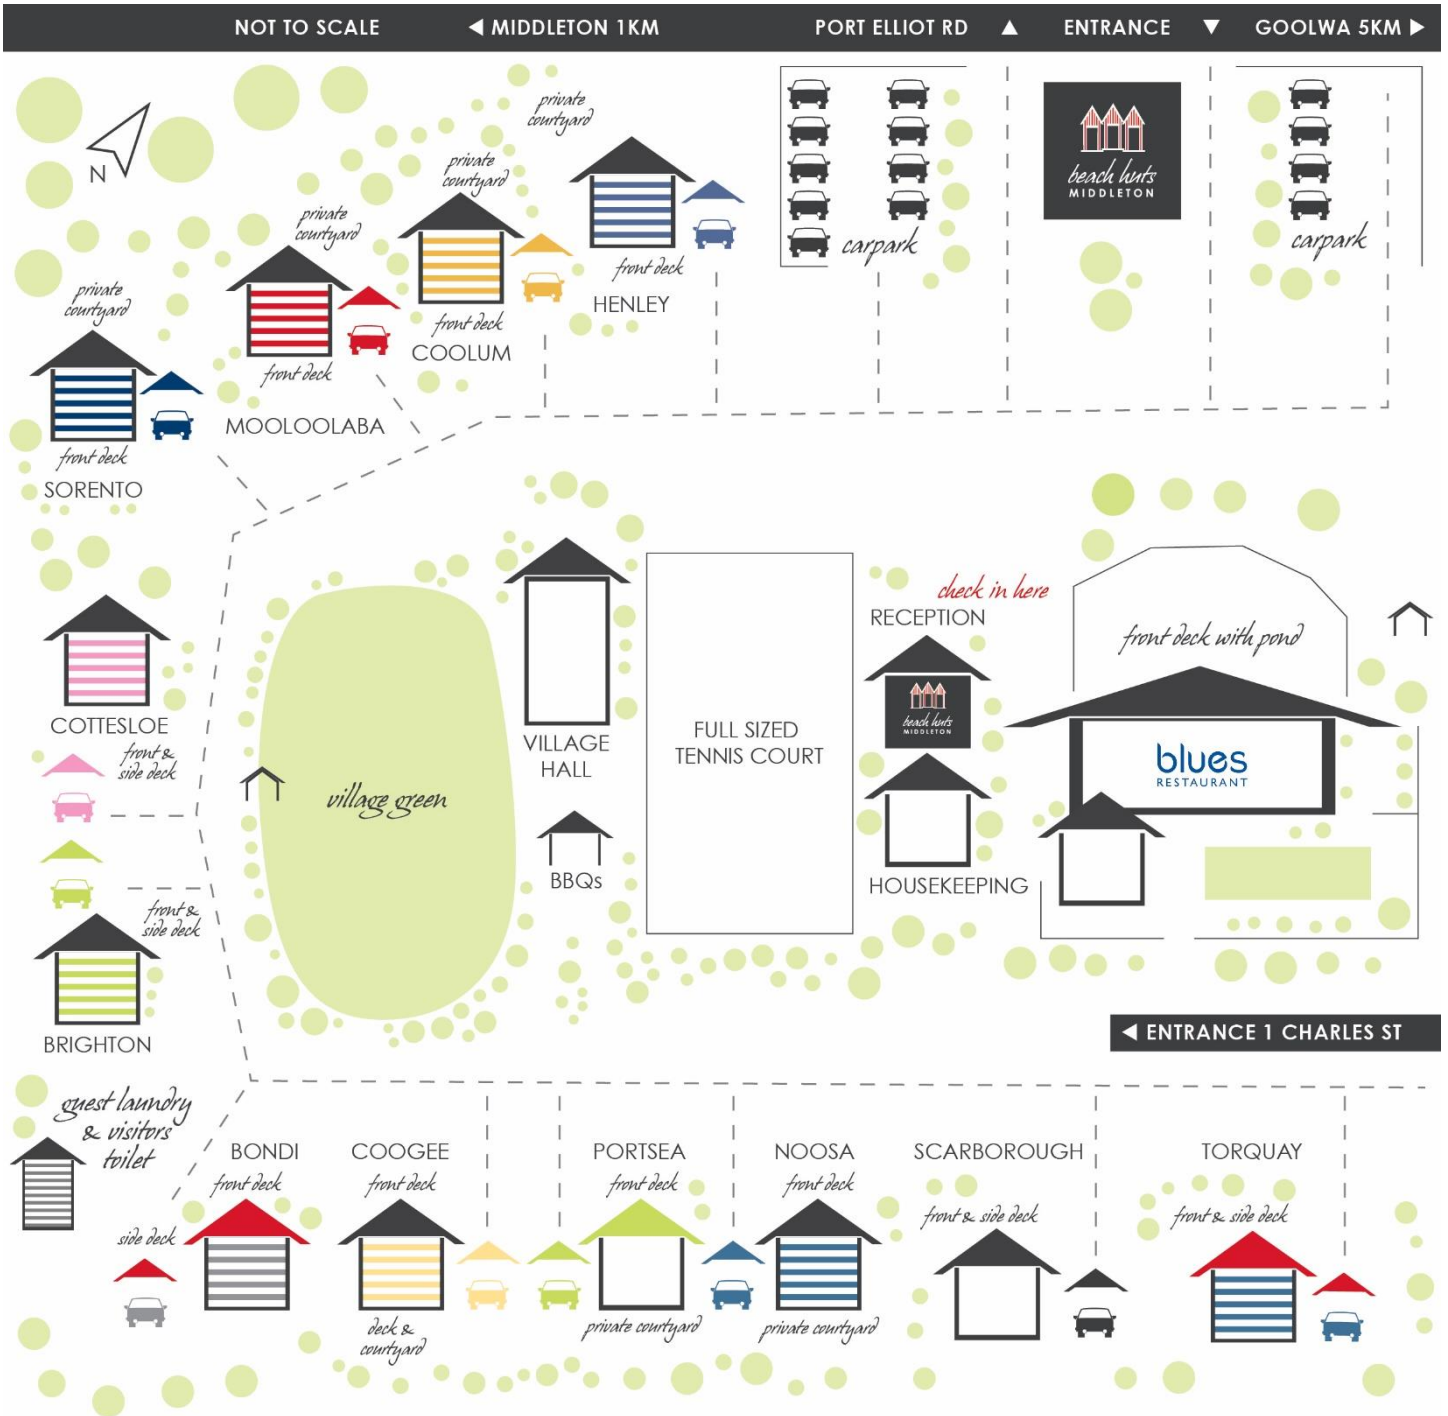 NOT TO SCALE
◀ MIDDLETON 1KM
PORT ELLIOT RD ▲
ENTRANCE ▼
GOOLWA 5KM ▶
N
private
courtyard
private
courtyard
private
courtyard
private
courtyard
beach huts
MIDDLETON
carpark
carpark
front deck
HENLEY
front deck
COOLUM
front deck
MOOLOOLABA
front deck
SORENTO
check in here
RECEPTION
front deck with pond
beach huts
MIDDLETON
COTTESLOE
front &
side deck
VILLAGE
HALL
FULL SIZED
TENNIS COURT
blues
RESTAURANT
village green
BBQs
HOUSEKEEPING
front &
side deck
BRIGHTON
◀ ENTRANCE 1 CHARLES ST
guest laundry
& visitors
toilet
BONDI
front deck
side deck
COOGEE
front deck
deck &
courtyard
PORTSEA
front deck
private courtyard
NOOSA
front deck
private courtyard
SCARBOROUGH
front & side deck
TORQUAY
front & side deck